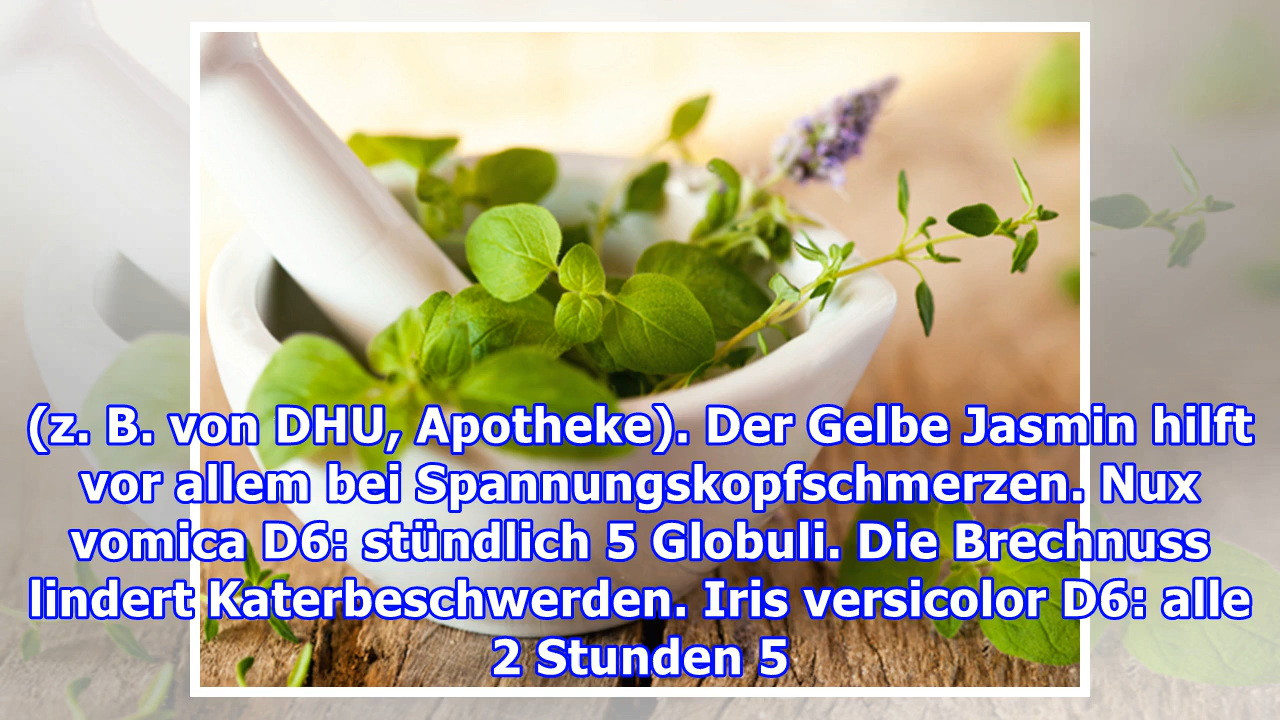 (z. B. von DHU, Apotheke). Der Gelbe Jasmin hilft
vor allem bei Spannungskopfschmerzen. Nux
vomica D6: stündlich 5 Globuli. Die Brechnuss
lindert Katerbeschwerden. Iris versicolor D6: alle
2 Stunden 5